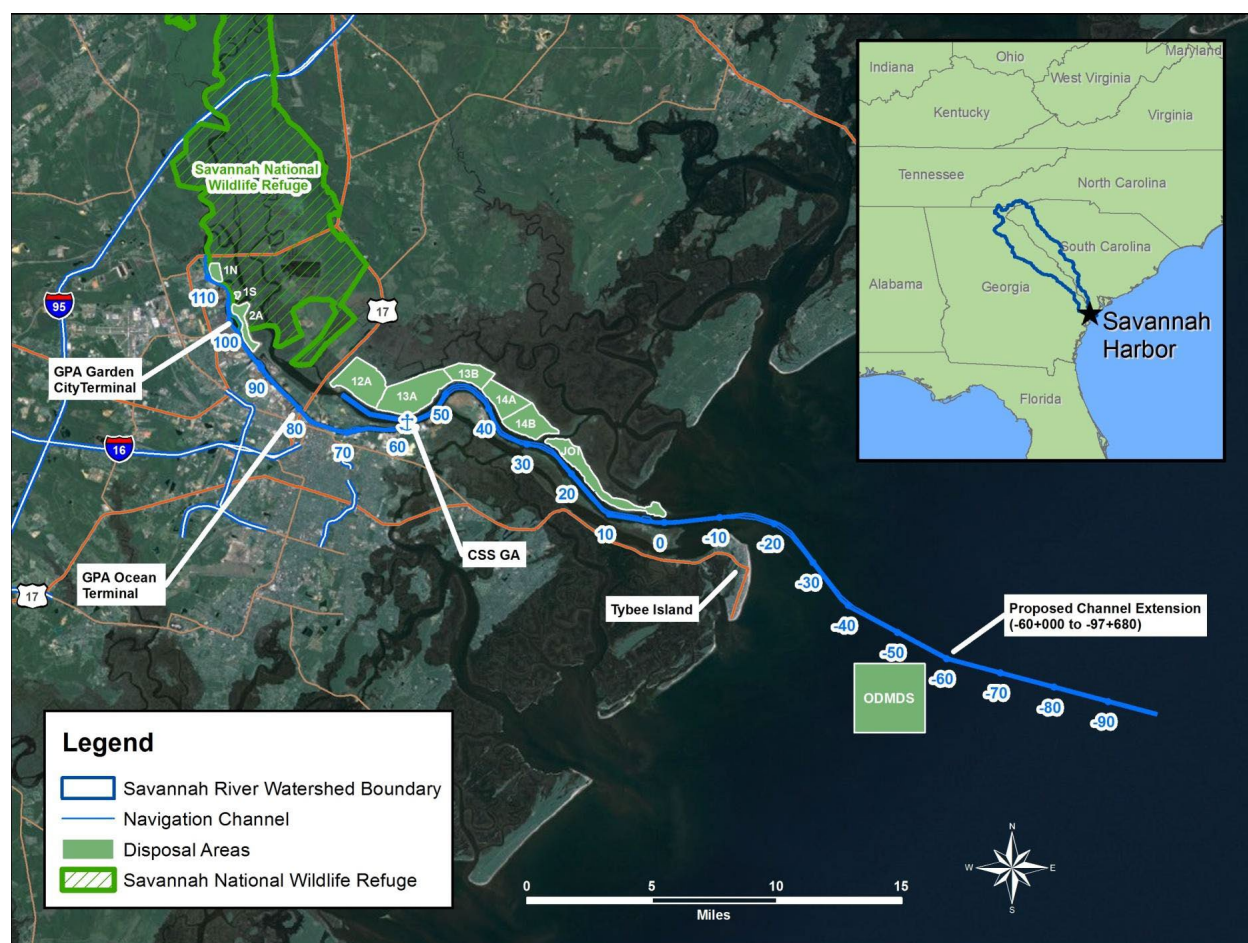 Indiana
Ohio
Maryland
West Virginia
Kentucky
Virginia
Tennessee
North Carolina
South Carolina
Alabama
Georgia
Savannah
Harbor
Florida
Savannah National
Wildlife Refuge
1N
1S
2A
95
110
100
17
GPA Garden
CityTerminal
90
80
70
60
50
40
30
20
10
0
-10
-20
-30
-40
-50
-60
-70
-80
-90
12A
13A
13B
14A
14B
JOI
16
CSS GA
GPA Ocean
Terminal
17
Tybee Island
Proposed Channel Extension
(-60+000 to -97+680)
ODMDS
Legend
Savannah River Watershed Boundary
Navigation Channel
Disposal Areas
Savannah National Wildlife Refuge
0 5 10 15
Miles
N
W E
S